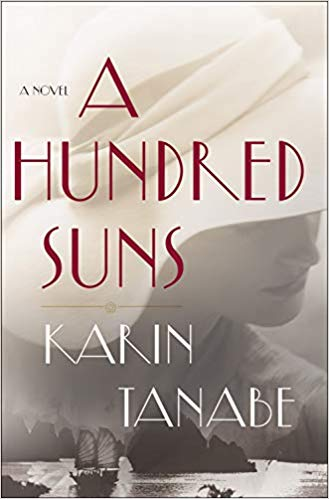 A NOVEL
A
HUNDRED
SUNS
KARIN
TANABE